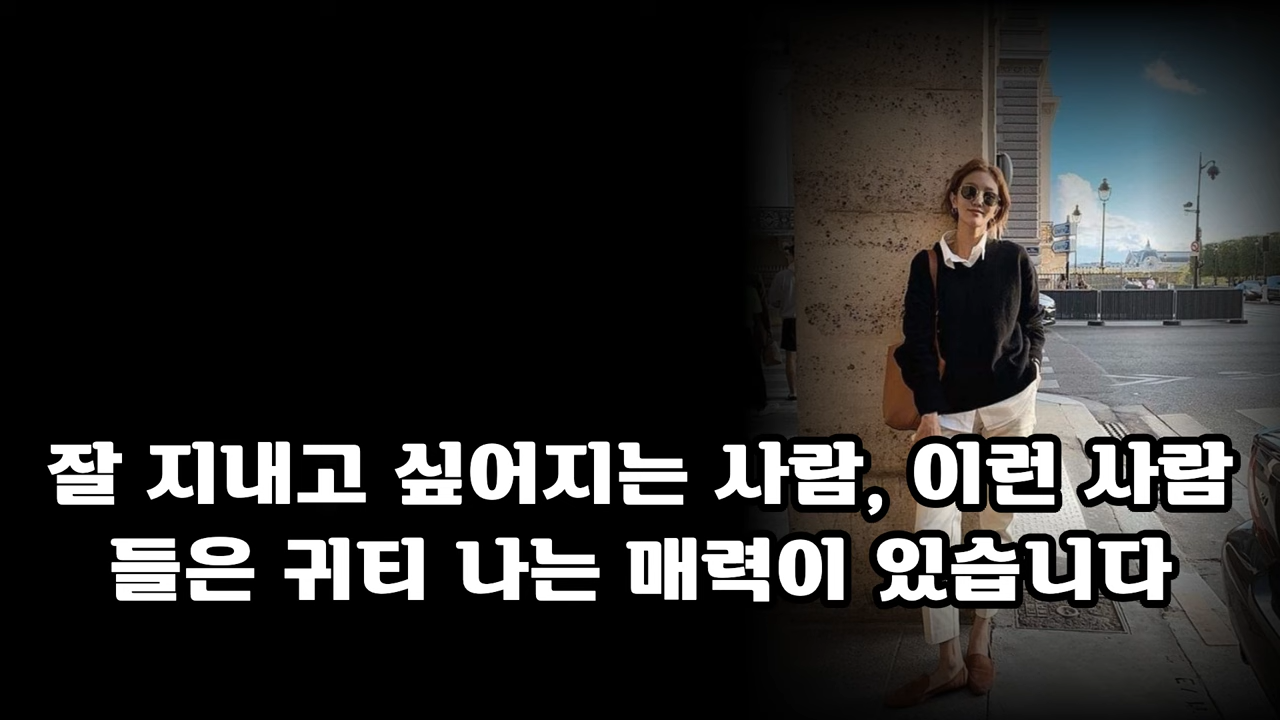 잘 지내고 싶어지는 사람, 이런 사람
들은 귀티 나는 매력이 있습니다